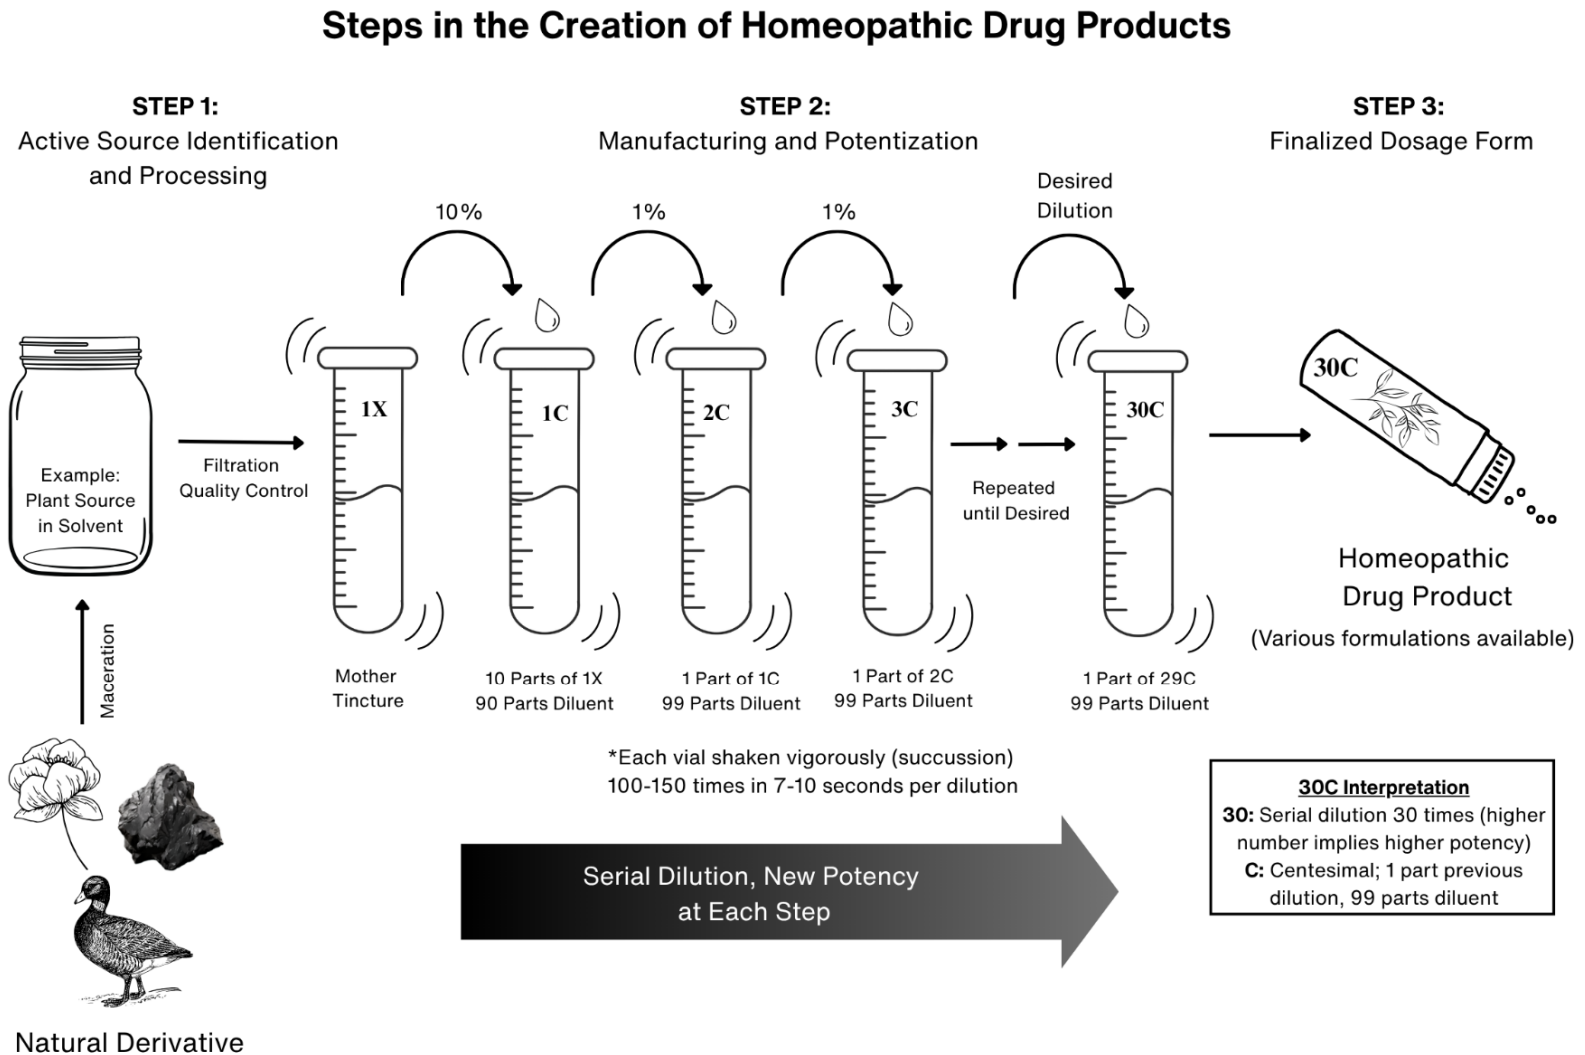 Steps in the Creation of Homeopathic Drug Products
STEP 1:
Active Source Identification
and Processing
STEP 2:
Manufacturing and Potentization
STEP 3:
Finalized Dosage Form
10%
1%
1%
Desired
Dilution
Example:
Plant Source
in Solvent
Filtration
Quality Control
Maceration
1X
1C
2C
3C
30C
30C
Repeated
until Desired
Mother
Tincture
10 Parts of 1X
90 Parts Diluent
1 Part of 1C
99 Parts Diluent
1 Part of 2C
99 Parts Diluent
1 Part of 29C
99 Parts Diluent
Homeopathic
Drug Product
(Various formulations available)
*Each vial shaken vigorously (succussion)
100-150 times in 7-10 seconds per dilution
Serial Dilution, New Potency
at Each Step
30C Interpretation
30: Serial dilution 30 times (higher
number implies higher potency)
C: Centesimal; 1 part previous
dilution, 99 parts diluent
Natural Derivative